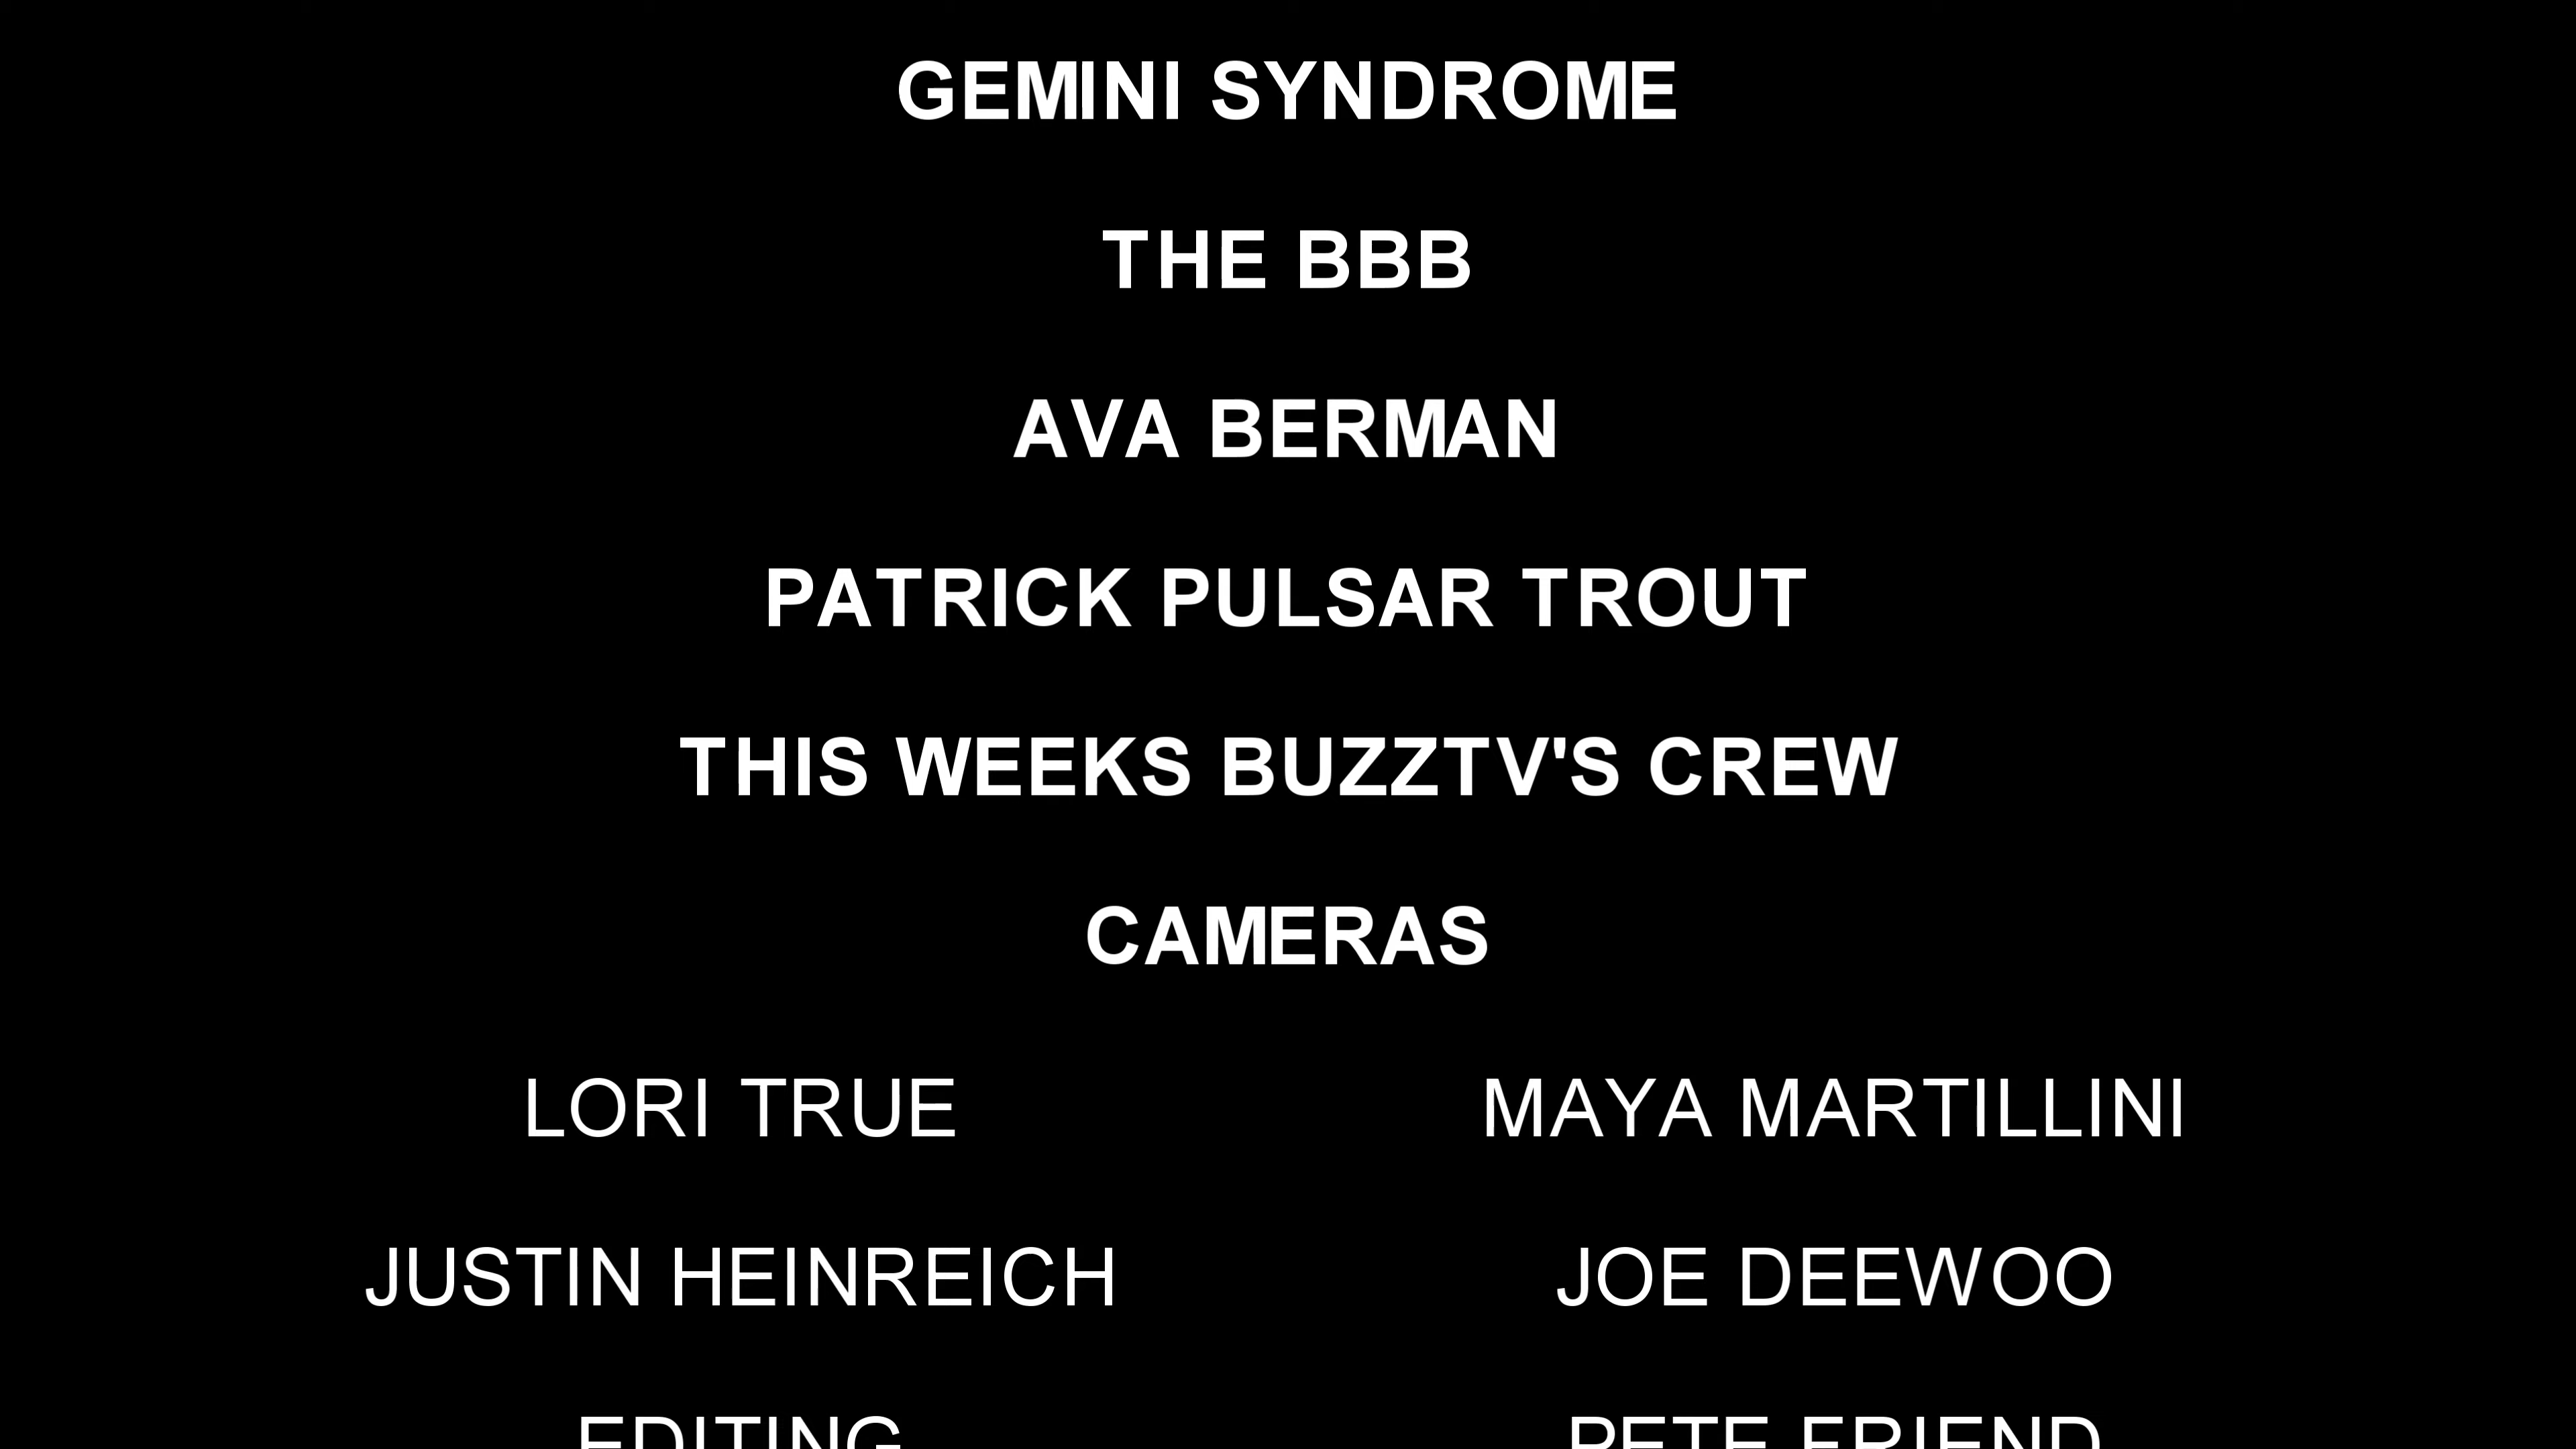 GEMINI SYNDROME
THE BBB
AVA BERMAN
PATRICK PULSAR TROUT
THIS WEEKS BUZZTV'S CREW
CAMERAS
LORI TRUE MAYA MARTILLINI
JUSTIN HEINREICH JOE DEEWOO
EDITING PETE FRIEND